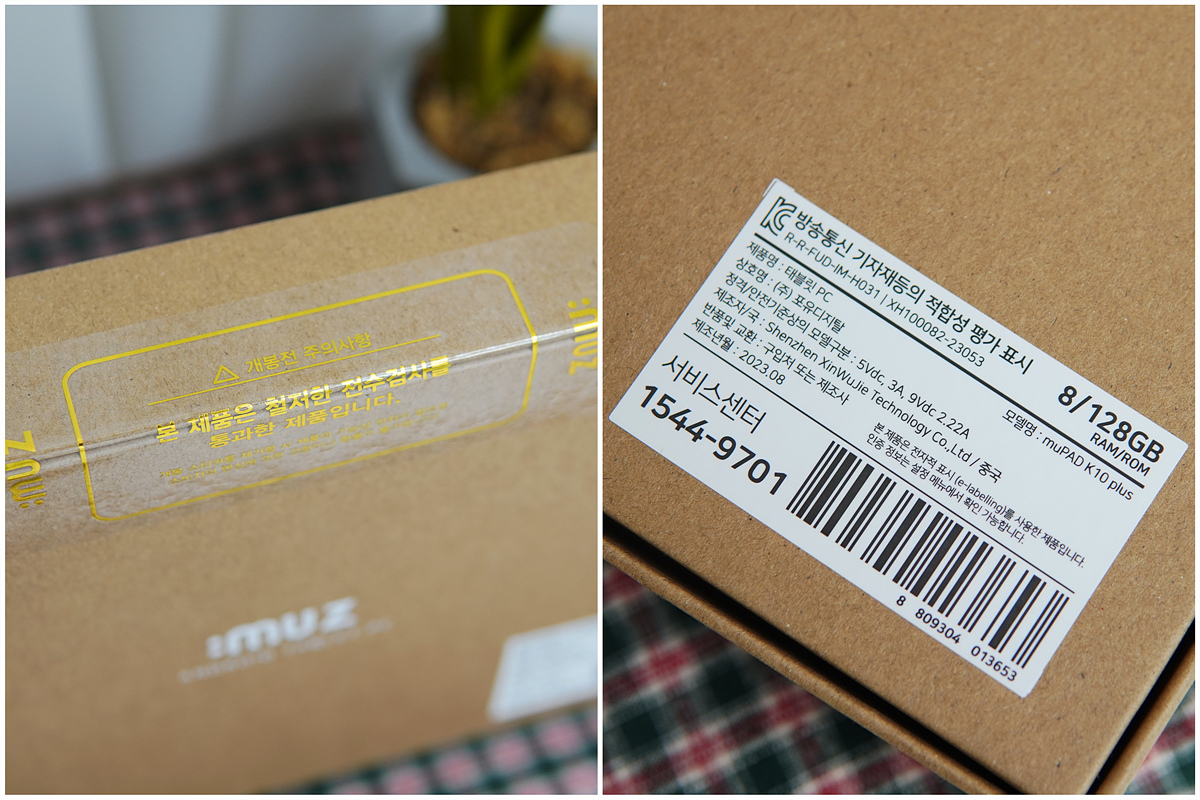 개봉전 주의사항
본 제품은 철저한 전수검사를
통과한 제품입니다.
:muz
:muz
:muz
방송통신 기자재등의 적합성 평가 표시
R-R-FUD-IM-H031 | XH100082-23053
8/128GB
RAM/ROM
제품명 : 태블릿 PC
모델명 : muPAD K10 plus
상호명 : (주) 포유디지탈
정격/안전기준상의 모델구분 : 5Vdc, 3A, 9Vdc 2.22A
제조자/국 : Shenzhen XinWuJie Technology Co.,Ltd / 중국
반품및 교환 : 구입처 또는 제조사
제조년월 : 2023.08
본 제품은 전자적 표시 (e-labelling)를 사용한 제품입니다.
인증 정보는 설정 메뉴에서 확인 가능합니다.
서비스센터
1544-9701
8 809304 013653